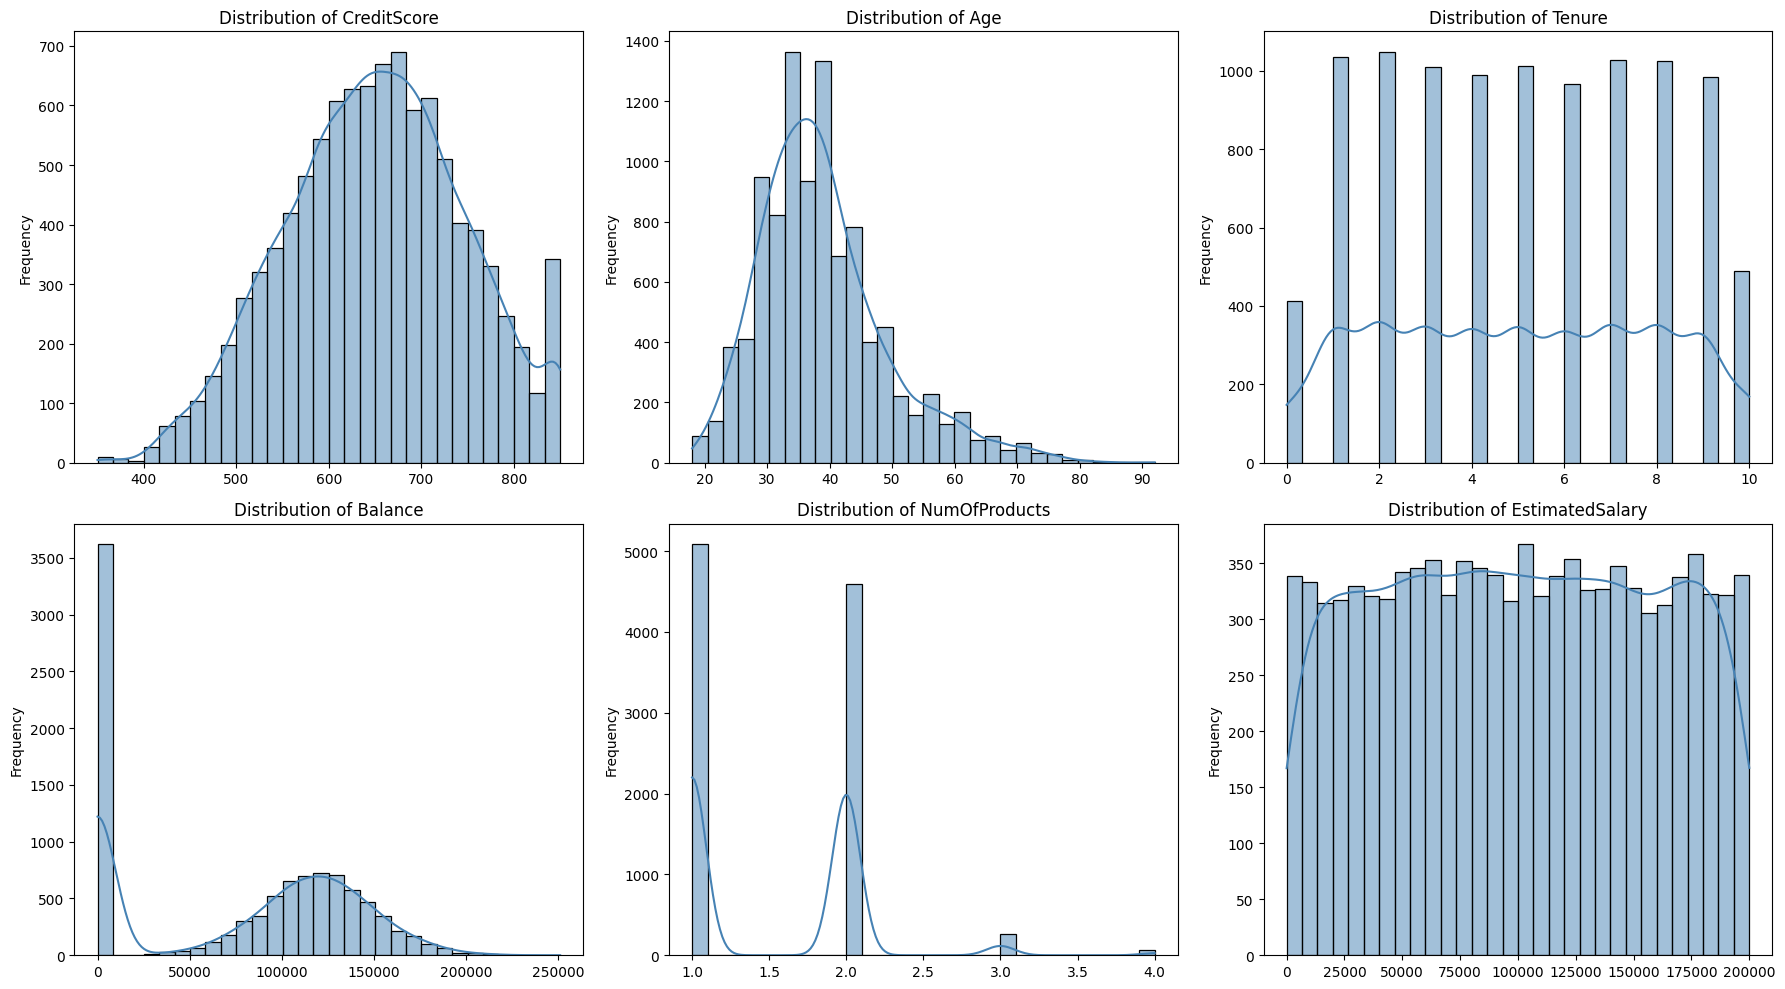 Distribution of CreditScore
Frequency
0
100
200
300
400
500
600
700
400 500 600 700 800
Distribution of Age
Frequency
0
200
400
600
800
1000
1200
1400
20 30 40 50 60 70 80 90
Distribution of Tenure
Frequency
0
200
400
600
800
1000
0 2 4 6 8 10
Distribution of Balance
Frequency
0
500
1000
1500
2000
2500
3000
3500
0 50000 100000 150000 200000 250000
Distribution of NumOfProducts
Frequency
0
1000
2000
3000
4000
5000
1.0 1.5 2.0 2.5 3.0 3.5 4.0
Distribution of EstimatedSalary
Frequency
0
50
100
150
200
250
300
350
0 25000 50000 75000 100000 125000 150000 175000 200000